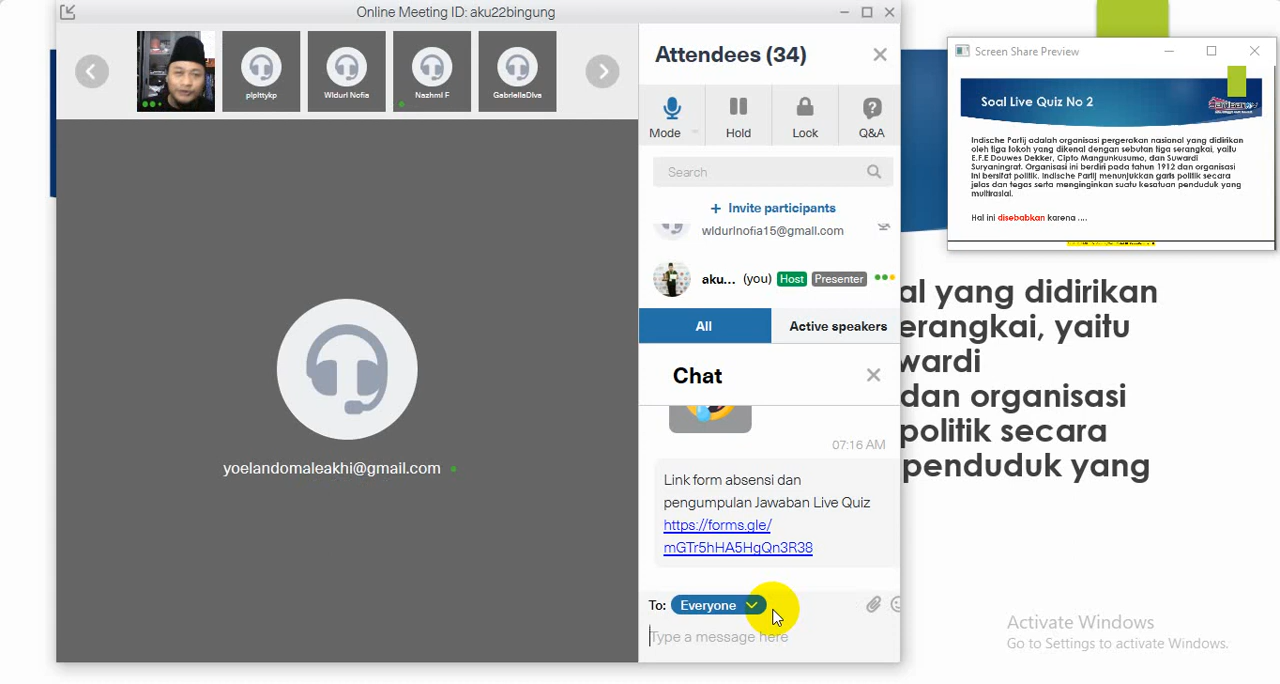 Online Meeting ID: aku22bingung
plplttykp
WIdurI NofIa
NazhmI F
GabrIellaDIva
yoelandomaleakhi@gmail.com
Attendees (34)
Mode
Hold
Lock
Q&A
Search
+ Invite participants
wIdurInofia15@gmail.com
aku... (you) Host Presenter
All
Active speakers
Chat
07:16 AM
Link form absensi dan
pengumpulan Jawaban Live Quiz
https://forms.gle/
mGTr5hHA5HgQn3R38
To: Everyone
Type a message here
Screen Share Preview
Soal Live Quiz No 2
Indische Partij adalah organisasi pergerakan nasional yang didirikan
oleh tiga tokoh yang dikenal dengan sebutan tiga serangkai, yaitu
E.F.E Douwes Dekker, Cipto Mangunkusumo, dan Suwardi
Suryaningrat. Organisasi ini berdiri pada tahun 1912 dan organisasi
ini bersifat politik. Indische Partij menunjukkan garis politik secara
jelas dan tegas serta menginginkan suatu kesatuan penduduk yang
multirasial.
Hal ini disebabkan karena ....
al yang didirikan
erangkai, yaitu
wardi
dan organisasi
politik secara
penduduk yang
Activate Windows
Go to Settings to activate Windows.